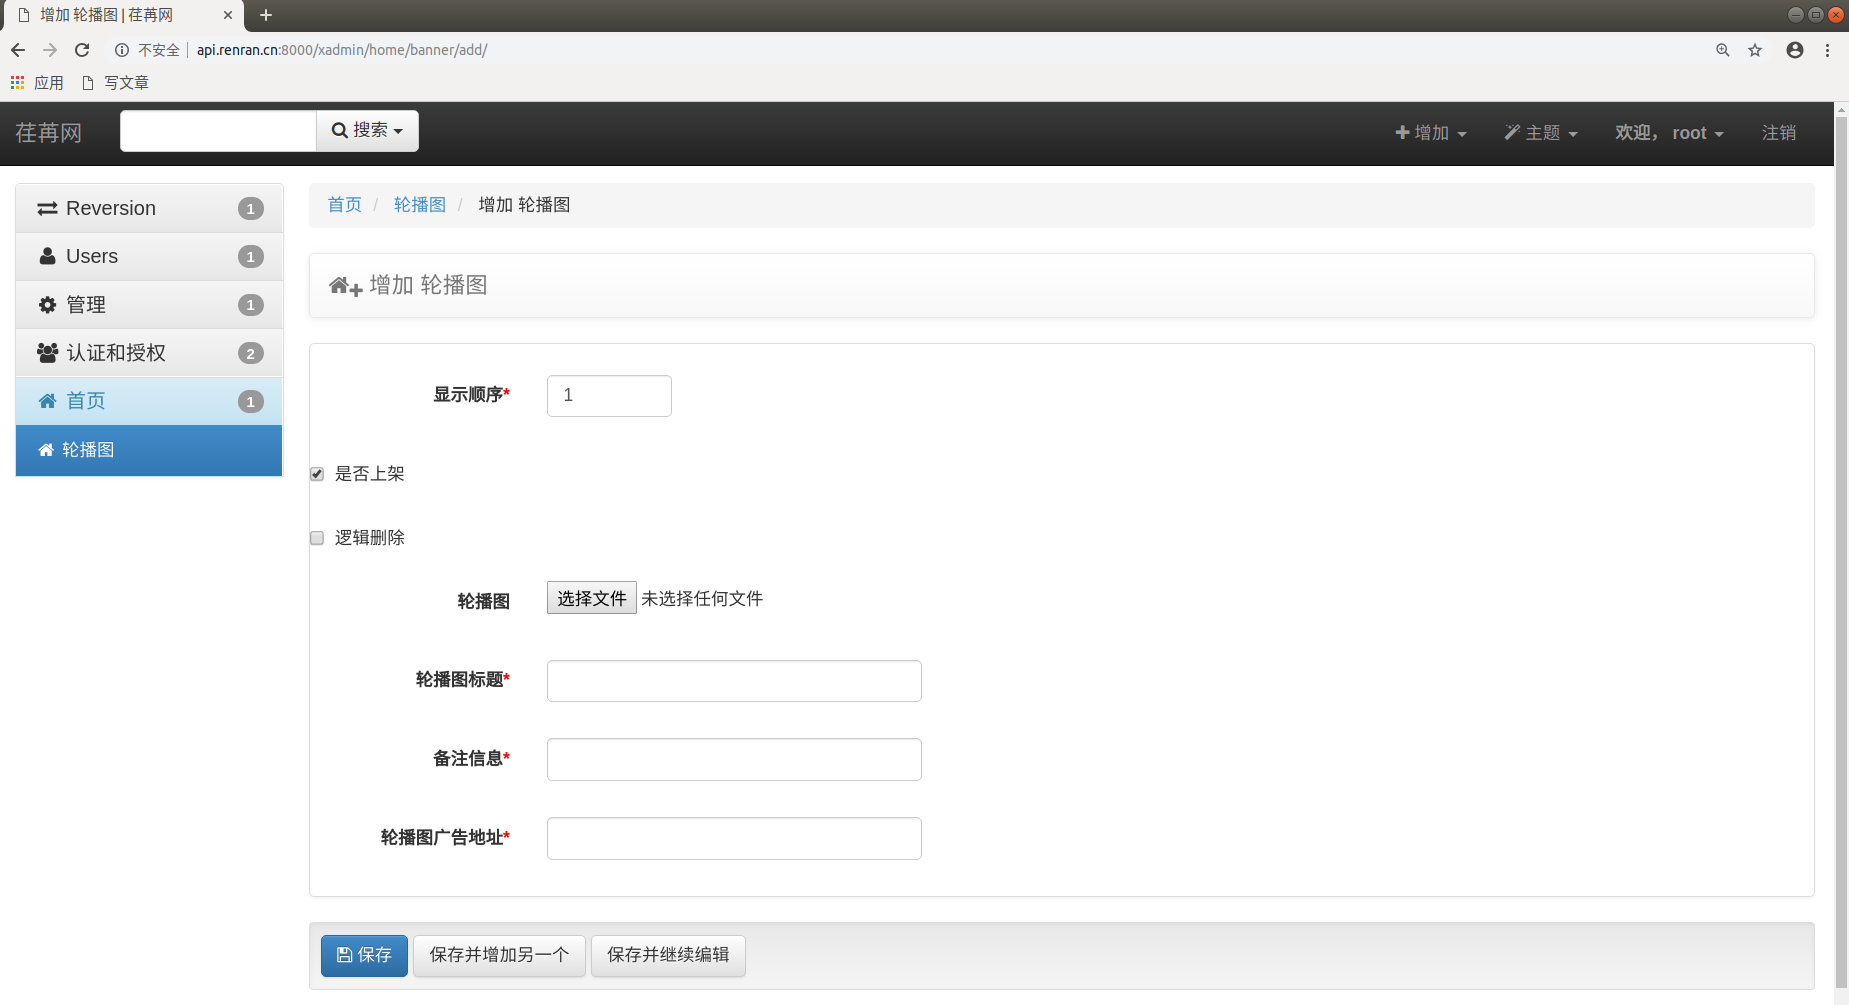 增加 轮播图 | 荏苒网
不安全 | api.renran.cn:8000/xadmin/home/banner/add/
应用 写文章
荏苒网 搜索 增加 主题 欢迎， root 注销
Reversion 1
Users 1
管理 1
认证和授权 2
首页 1
轮播图
首页 / 轮播图 / 增加 轮播图
增加 轮播图
显示顺序* 1
是否上架
逻辑删除
轮播图 选择文件 未选择任何文件
轮播图标题*
备注信息*
轮播图广告地址*
保存 保存并增加另一个 保存并继续编辑